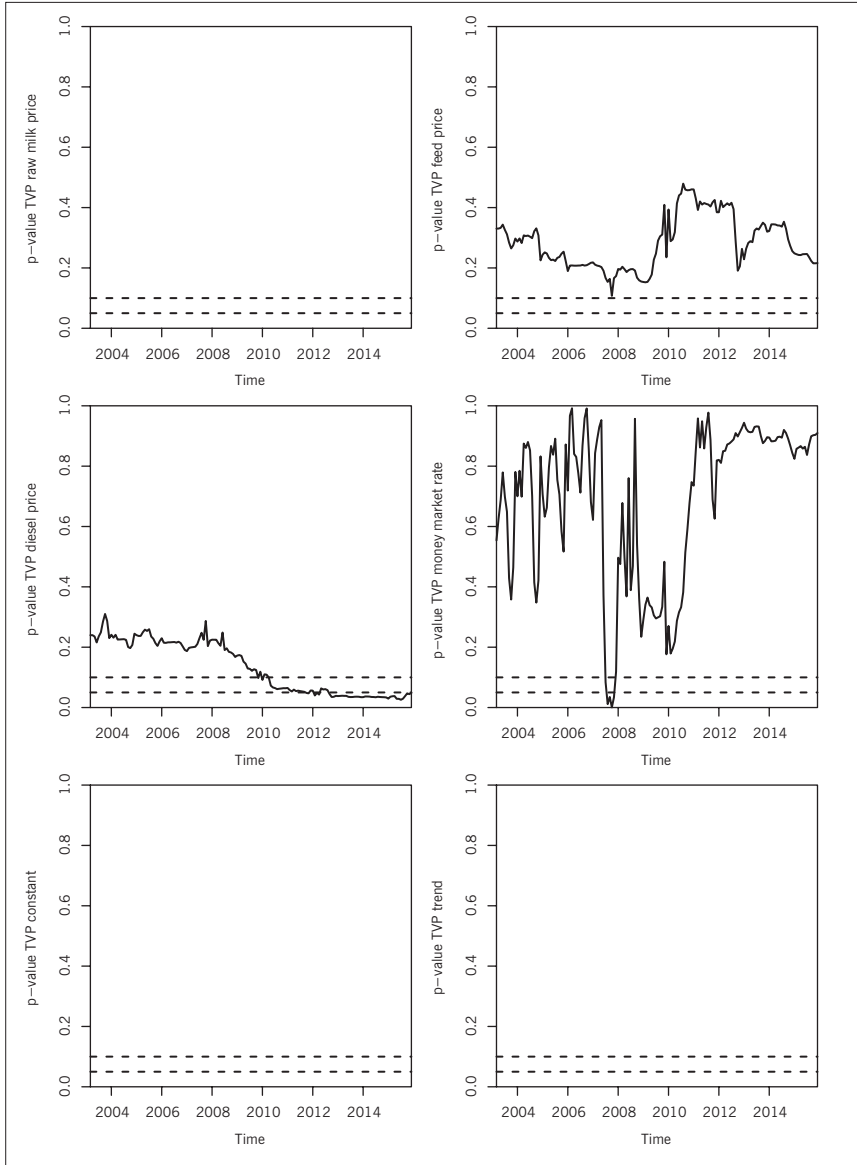 p−value TVP raw milk price
0.0 0.2 0.4 0.6 0.8 1.0
2004 2006 2008 2010 2012 2014
Time
p−value TVP feed price
0.0 0.2 0.4 0.6 0.8 1.0
2004 2006 2008 2010 2012 2014
Time
p−value TVP diesel price
0.0 0.2 0.4 0.6 0.8 1.0
2004 2006 2008 2010 2012 2014
Time
p−value TVP money market rate
0.0 0.2 0.4 0.6 0.8 1.0
2004 2006 2008 2010 2012 2014
Time
p−value TVP constant
0.0 0.2 0.4 0.6 0.8 1.0
2004 2006 2008 2010 2012 2014
Time
p−value TVP trend
0.0 0.2 0.4 0.6 0.8 1.0
2004 2006 2008 2010 2012 2014
Time